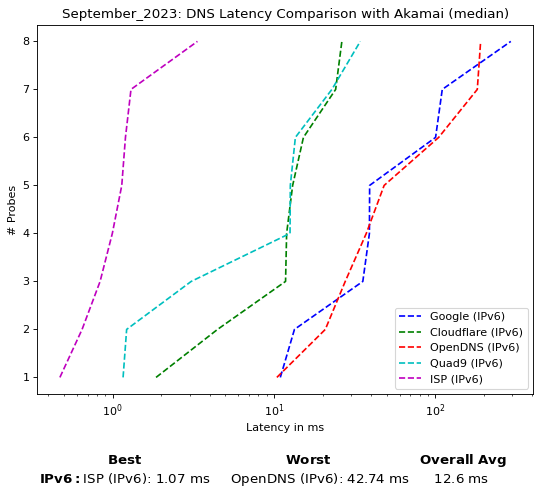 September_2023: DNS Latency Comparison with Akamai (median)
8
7
6
5
4
3
2
1
# Probes
10⁰
10¹
10²
Latency in ms
Google (IPv6)
Cloudflare (IPv6)
OpenDNS (IPv6)
Quad9 (IPv6)
ISP (IPv6)
Best Worst Overall Avg
IPv6: ISP (IPv6): 1.07 ms OpenDNS (IPv6): 42.74 ms 12.6 ms